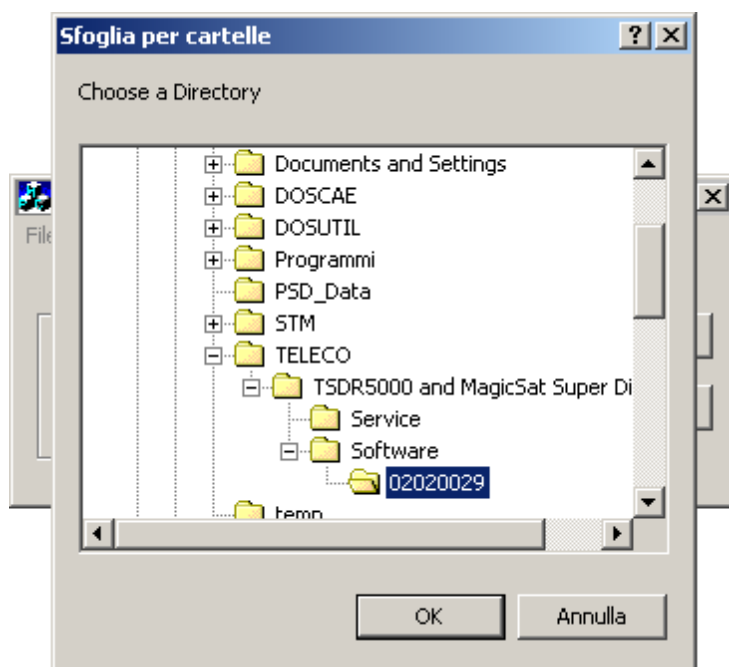 Sfoglia per cartelle
Choose a Directory
Documents and Settings
DOSCAE
DOSUTIL
File
Programmi
PSD_Data
STM
TELECO
TSDR5000 and MagicSat Super Di
Service
Software
02020029
temp
OK Annulla